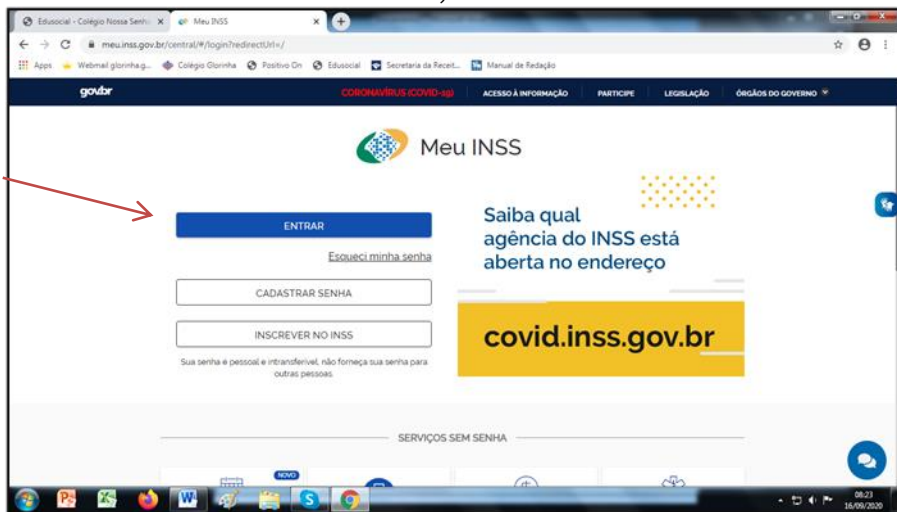 Edusocial - Colégio Nossa Senh
Meu INSS
meu.inss.gov.br/central/#/login?redirectUrl=/
Apps
Webmail glorinha.g...
Colégio Glorinha
Positivo On
Edusocial
Secretaria da Receit...
Manual de Redação
gov.br
CORONAVÍRUS (COVID-19)
ACESSO À INFORMAÇÃO
PARTICIPE
LEGISLAÇÃO
ÓRGÃOS DO GOVERNO
Meu INSS
ENTRAR
Esqueci minha senha
CADASTRAR SENHA
INSCREVER NO INSS
Sua senha é pessoal e intransferível, não forneça sua senha para
outras pessoas.
Saiba qual
agência do INSS está
aberta no endereço
covid.inss.gov.br
SERVIÇOS SEM SENHA
NOVO
08:23
16/09/2020